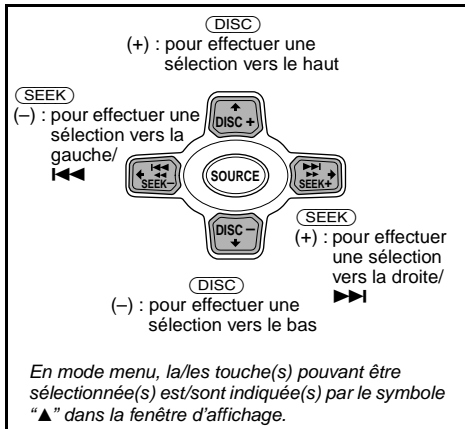 DISC
(+) : pour effectuer une
sélection vers le haut
SEEK
(–) : pour effectuer une
sélection vers la
gauche/
⏮
DISC +
SEEK–
SOURCE
SEEK+
DISC –
SEEK
(+) : pour effectuer
une sélection
vers la droite/
⏭
DISC
(–) : pour effectuer une
sélection vers le bas
En mode menu, la/les touche(s) pouvant être
sélectionnée(s) est/sont indiquée(s) par le symbole
“▲” dans la fenêtre d’affichage.